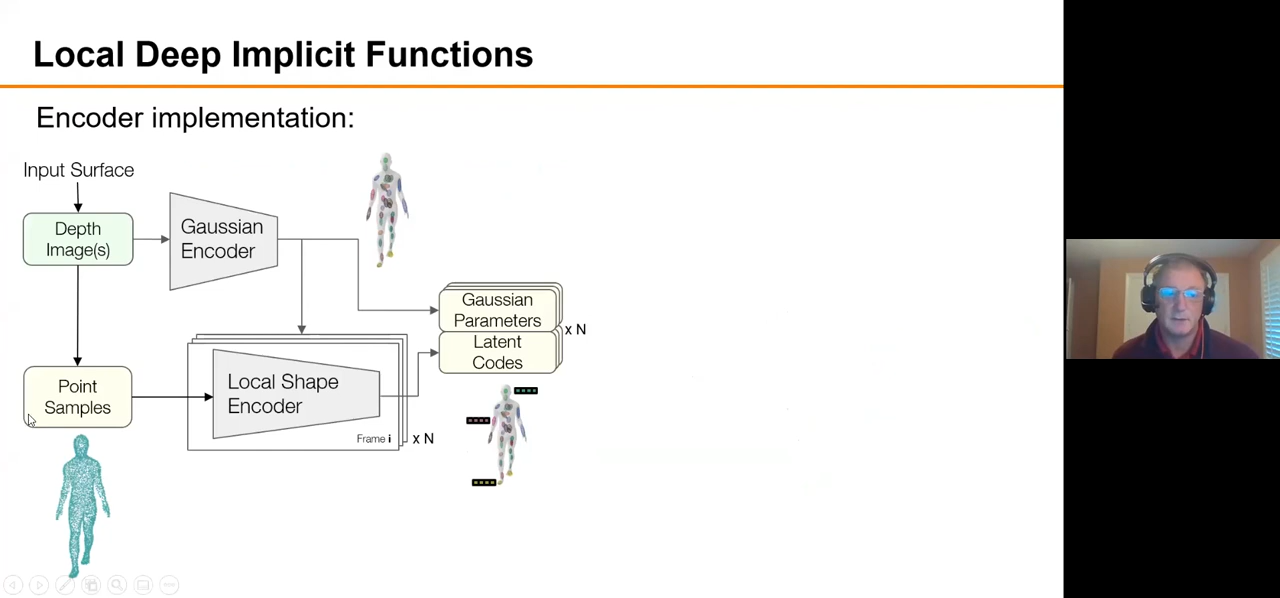 Local Deep Implicit Functions
Encoder implementation:
Input Surface
Depth
Image(s)
Gaussian
Encoder
Gaussian
Parameters
x N
Latent
Codes
Point
Samples
Local Shape
Encoder
Frame i
x N